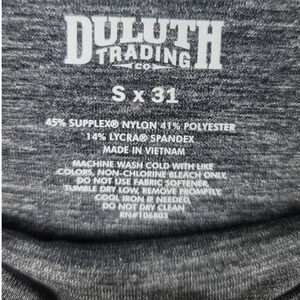 DULUTH
TRADING
CO
S x 31
45% SUPPLEX® NYLON 41% POLYESTER
14% LYCRA® SPANDEX
MADE IN VIETNAM
MACHINE WASH COLD WITH LIKE
COLORS, NON-CHLORINE BLEACH ONLY.
DO NOT USE FABRIC SOFTENER.
TUMBLE DRY LOW, REMOVE PROMPTLY.
COOL IRON IF NEEDED.
DO NOT DRY CLEAN
RN#106803